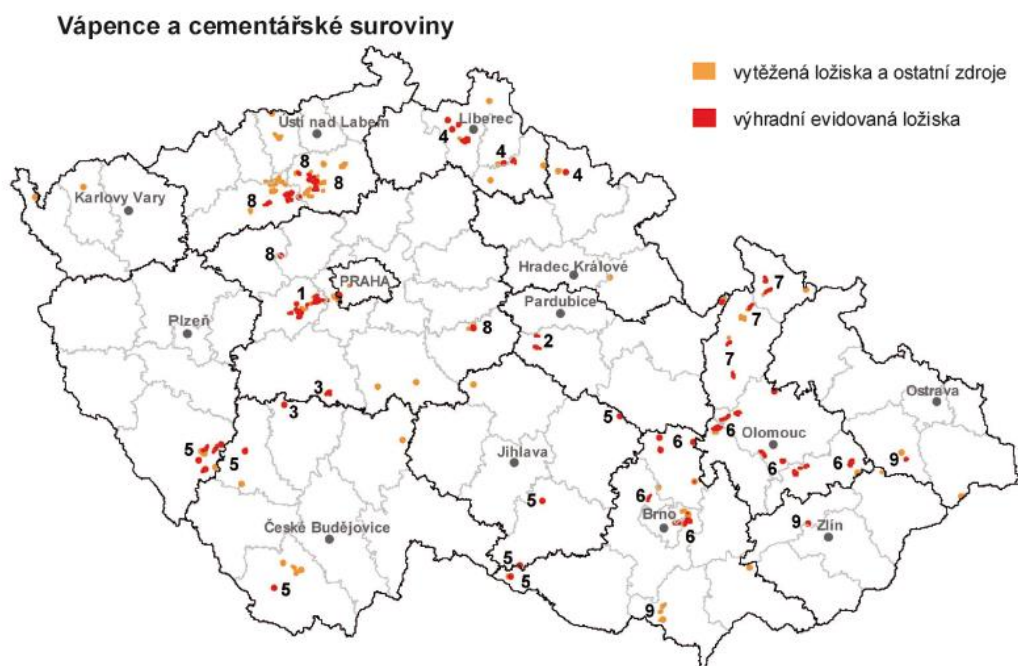 Vápence a cementářské suroviny
vytěžená ložiska a ostatní zdroje
výhradní evidovaná ložiska
Ústí nad Labem
Liberec
4
4
4
8
8
8
Karlovy Vary
8
PRAHA
Hradec Králové
7
1
Pardubice
7
Plzeň
8
2
7
3
3
Ostrava
5
6
Olomouc
5
5
Jihlava
6
6
6
9
5
6
Brno
6
9
Zlín
České Budějovice
5
5
5
9